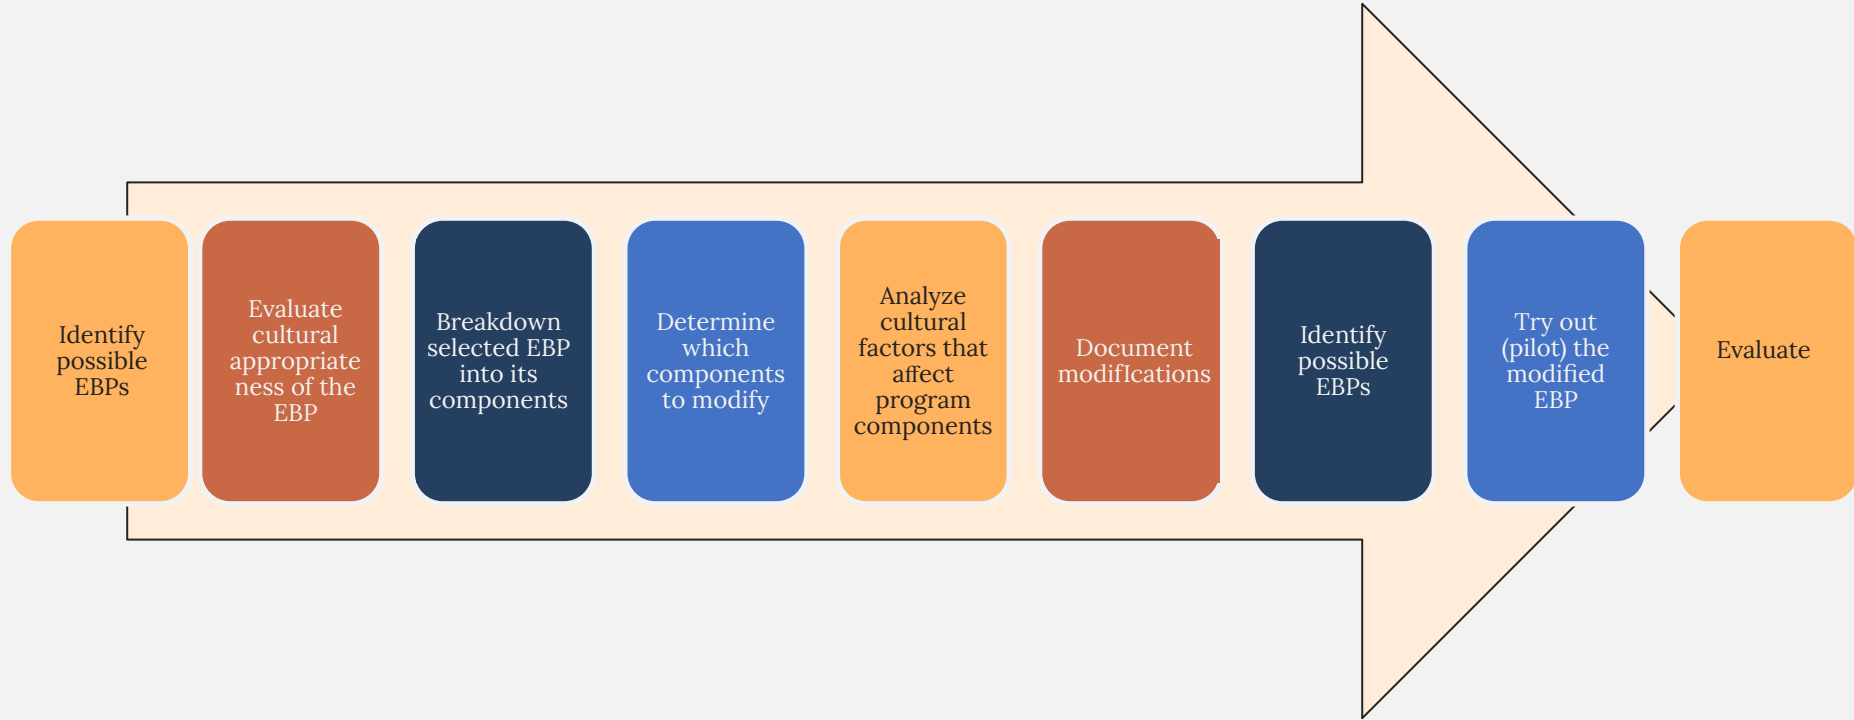 Identify
possible
EBPs
Evaluate
cultural
appropriate
ness of the
EBP
Breakdown
selected EBP
into its
components
Determine
which
components
to modify
Analyze
cultural
factors that
affect
program
components
Document
modifIcations
Identify
possible
EBPs
Try out
(pilot) the
modified
EBP
Evaluate